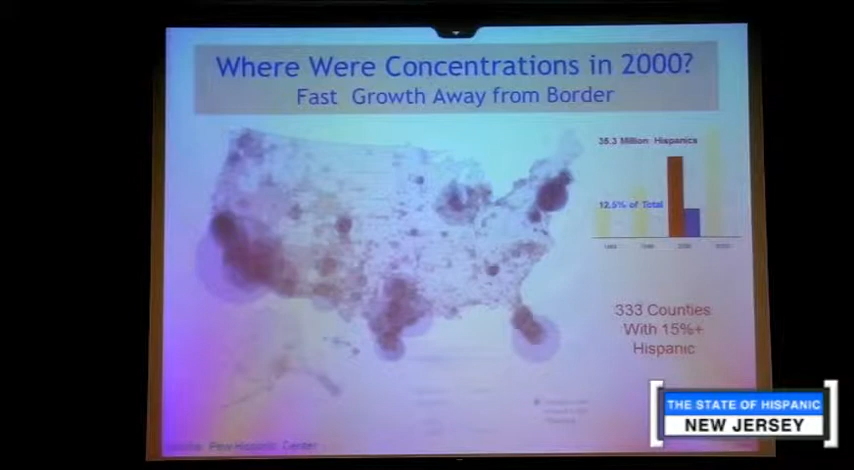 Where Were Concentrations in 2000?
Fast Growth Away from Border
35.3 Million Hispanics
12.5% of Total
333 Counties
With 15%+
Hispanic
Pew Hispanic Center
THE STATE OF HISPANIC
NEW JERSEY